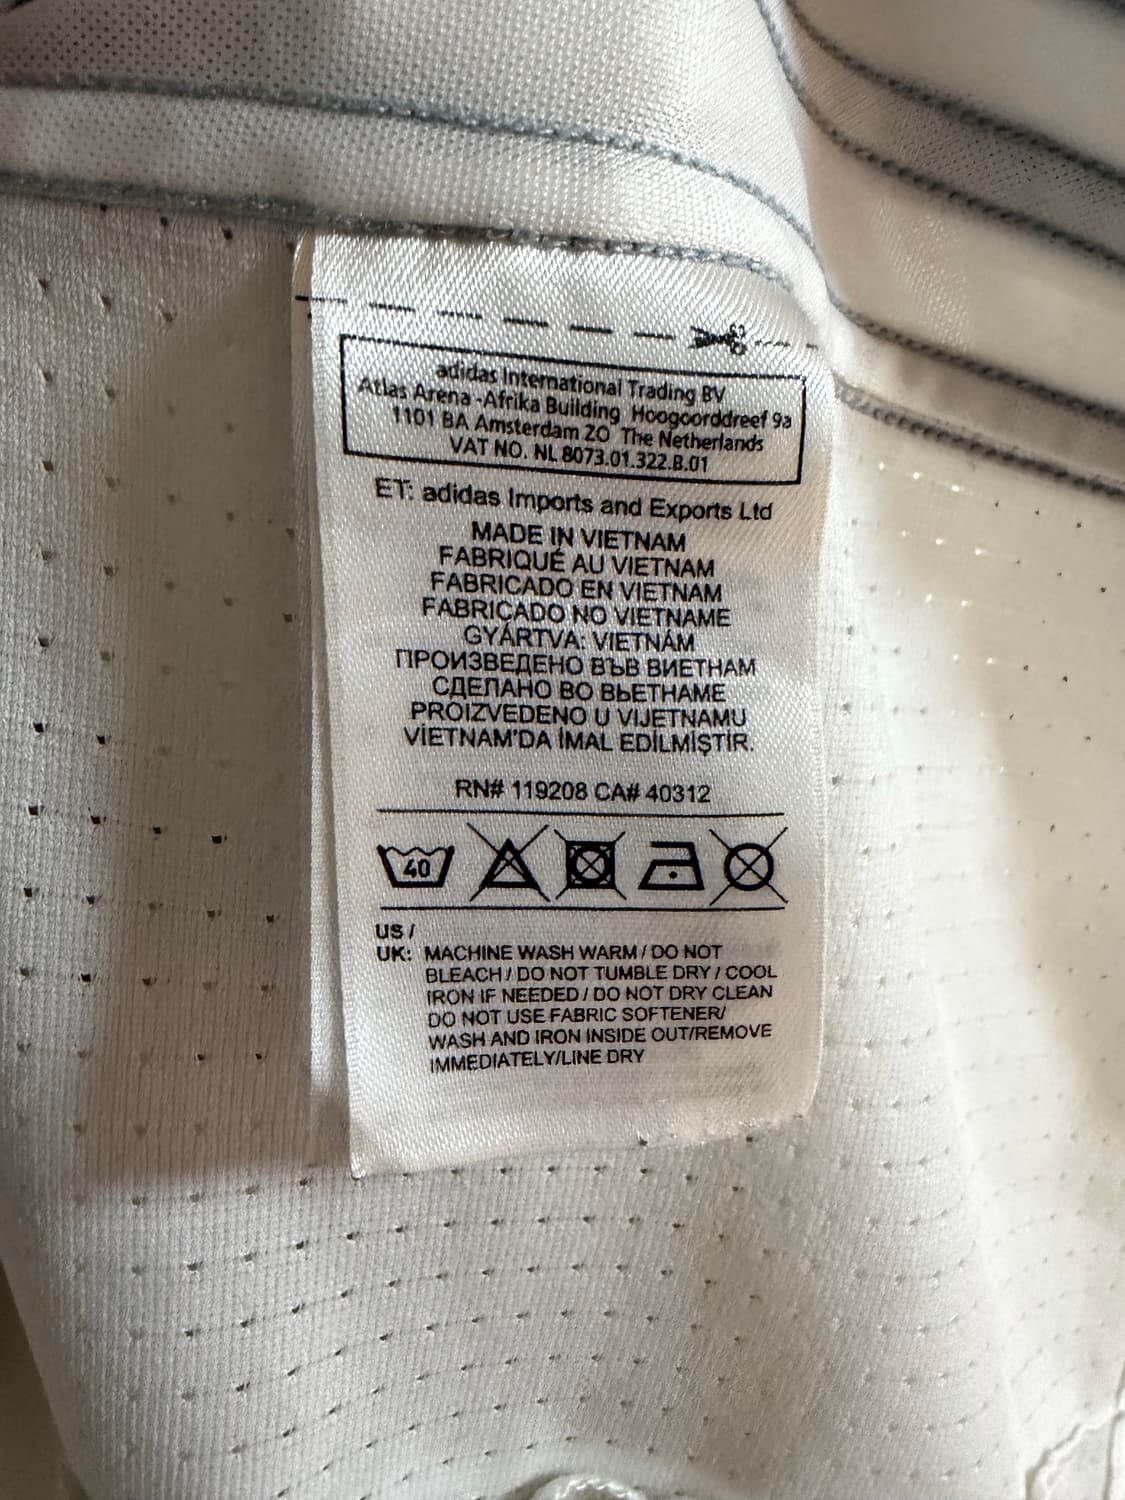 adidas International Trading BV
Atlas Arena -Afrika Building Hoogoorddreef 9a
1101 BA Amsterdam ZO The Netherlands
VAT NO. NL 8073.01.322.B.01
ET: adidas Imports and Exports Ltd
MADE IN VIETNAM
FABRIQUÉ AU VIETNAM
FABRICADO EN VIETNAM
FABRICADO NO VIETNAME
GYÁRTVA: VIETNÁM
ПРОИЗВЕДЕНО ВЪВ ВИЕТНАМ
СДЕЛАНО ВО ВЬЕТНАМЕ
PROIZVEDENO U VIJETNAMU
VİETNAM'DA İMAL EDİLMİŞTİR.
RN# 119208 CA# 40312
40
US /
UK: MACHINE WASH WARM / DO NOT
BLEACH / DO NOT TUMBLE DRY / COOL
IRON IF NEEDED / DO NOT DRY CLEAN
DO NOT USE FABRIC SOFTENER/
WASH AND IRON INSIDE OUT/REMOVE
IMMEDIATELY/LINE DRY